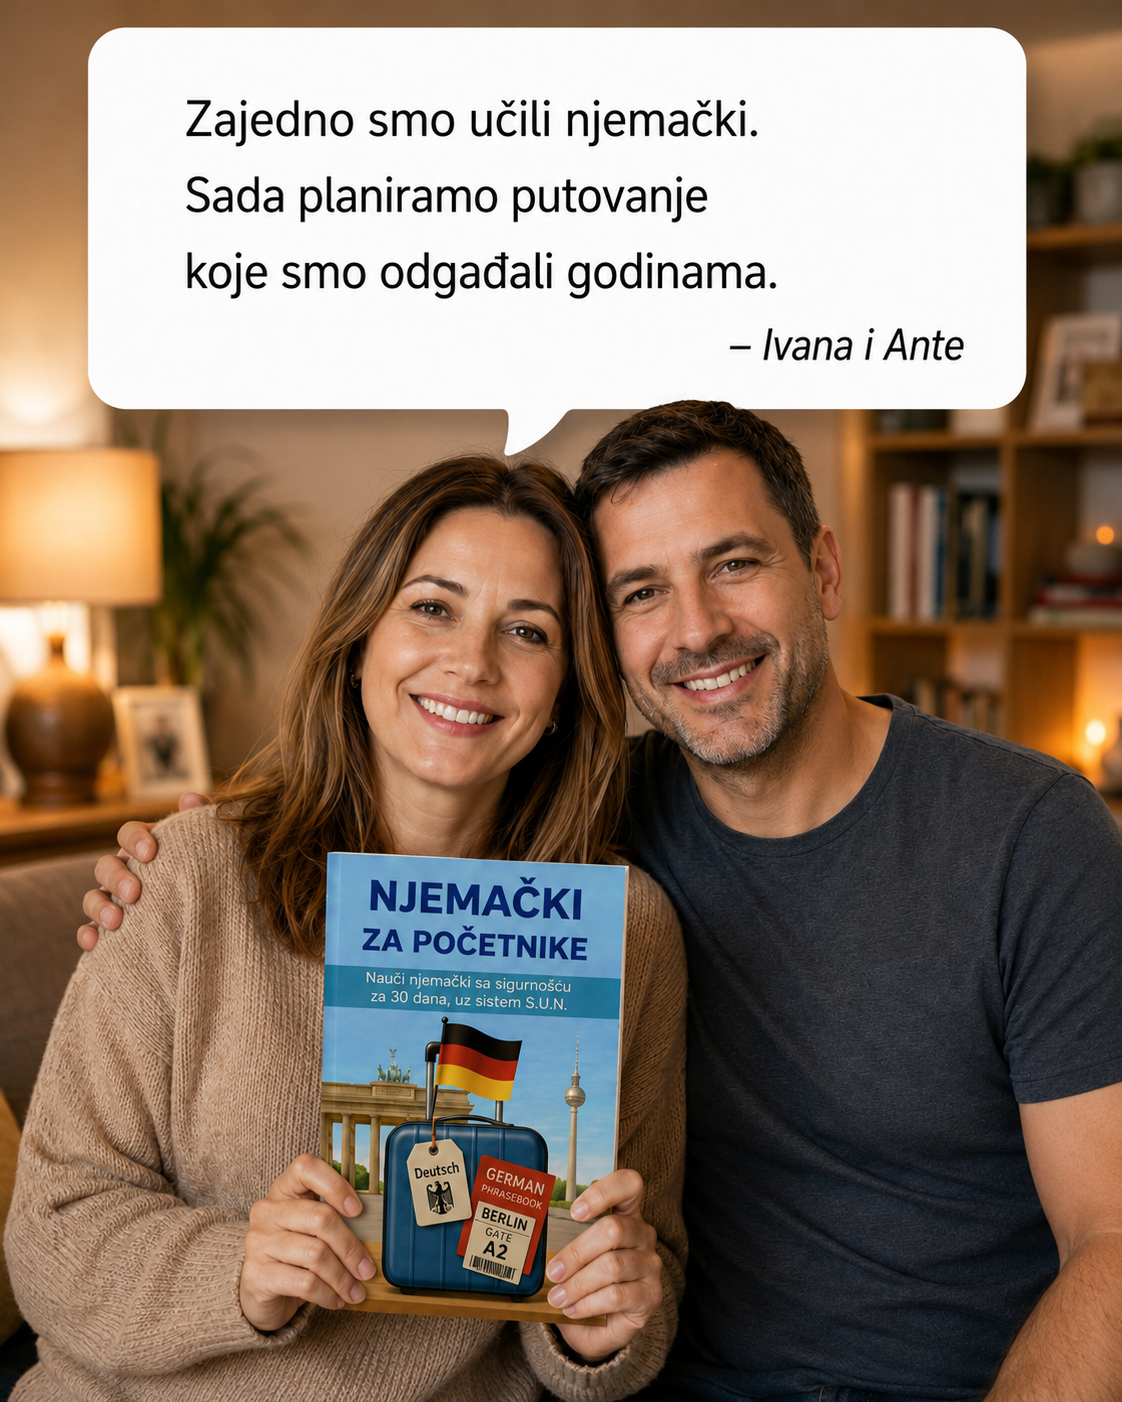 Zajedno smo učili njemački.
Sada planiramo putovanje
koje smo odgađali godinama.
– Ivana i Ante
NJEMAČKI
ZA POČETNIKE
Nauči njemački sa sigurnošću
za 30 dana, uz sistem S.U.N.
Deutsch
GERMAN
PHRASEBOOK
BERLIN
GATE
A2